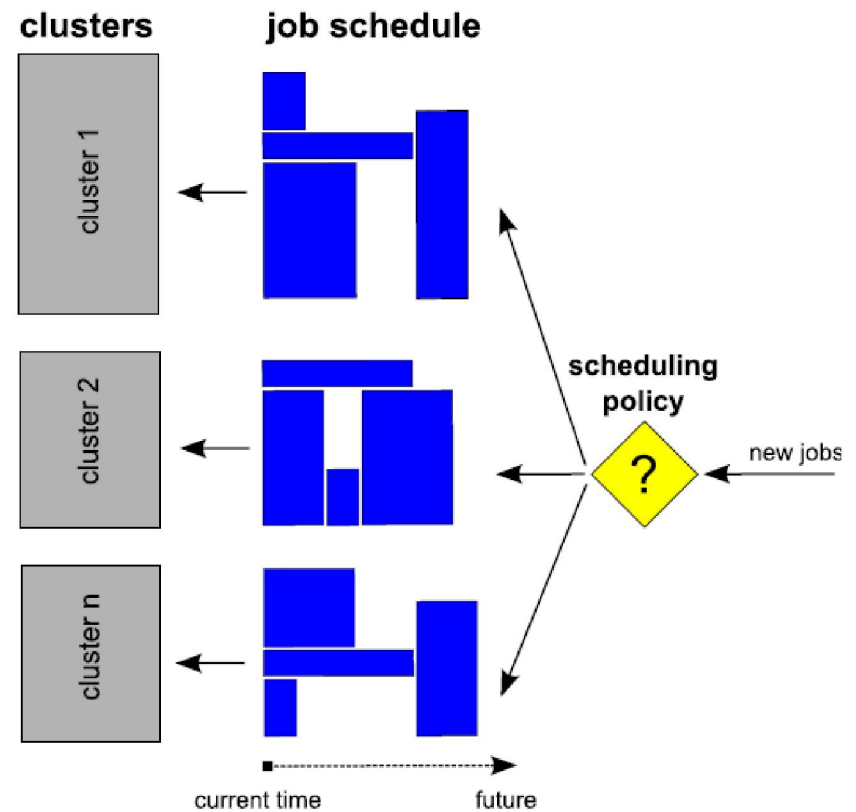 clusters
job schedule
cluster 1
cluster 2
scheduling
policy
?
new jobs
cluster n
current time
future